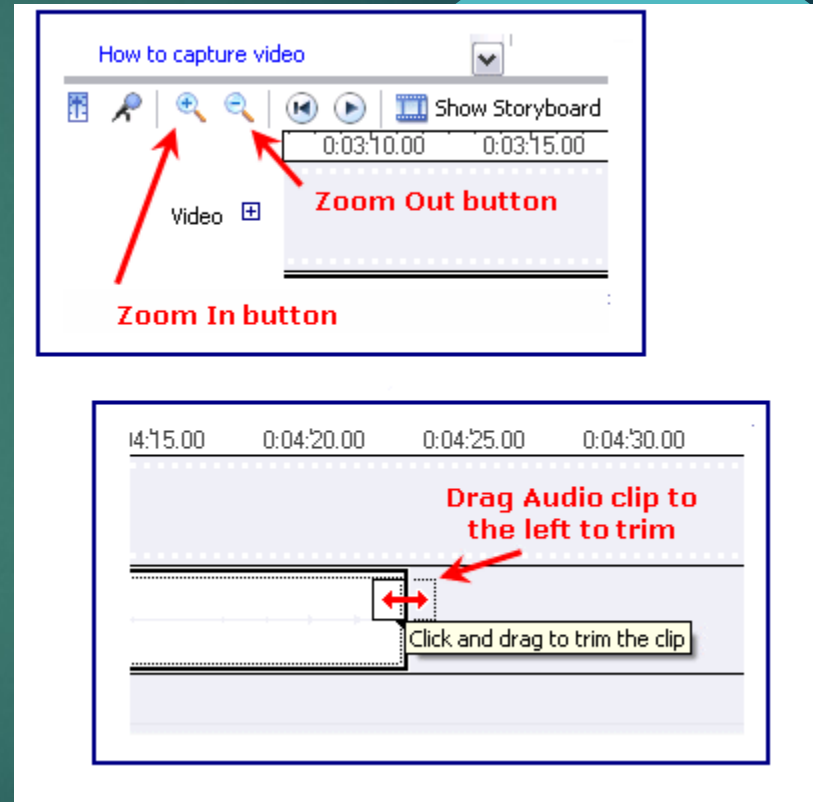 How to capture video
Show Storyboard
0:03:10.00 0:03:15.00
Zoom Out button
Video
Zoom In button
4:15.00 0:04:20.00 0:04:25.00 0:04:30.00
Drag Audio clip to
the left to trim
Click and drag to trim the clip